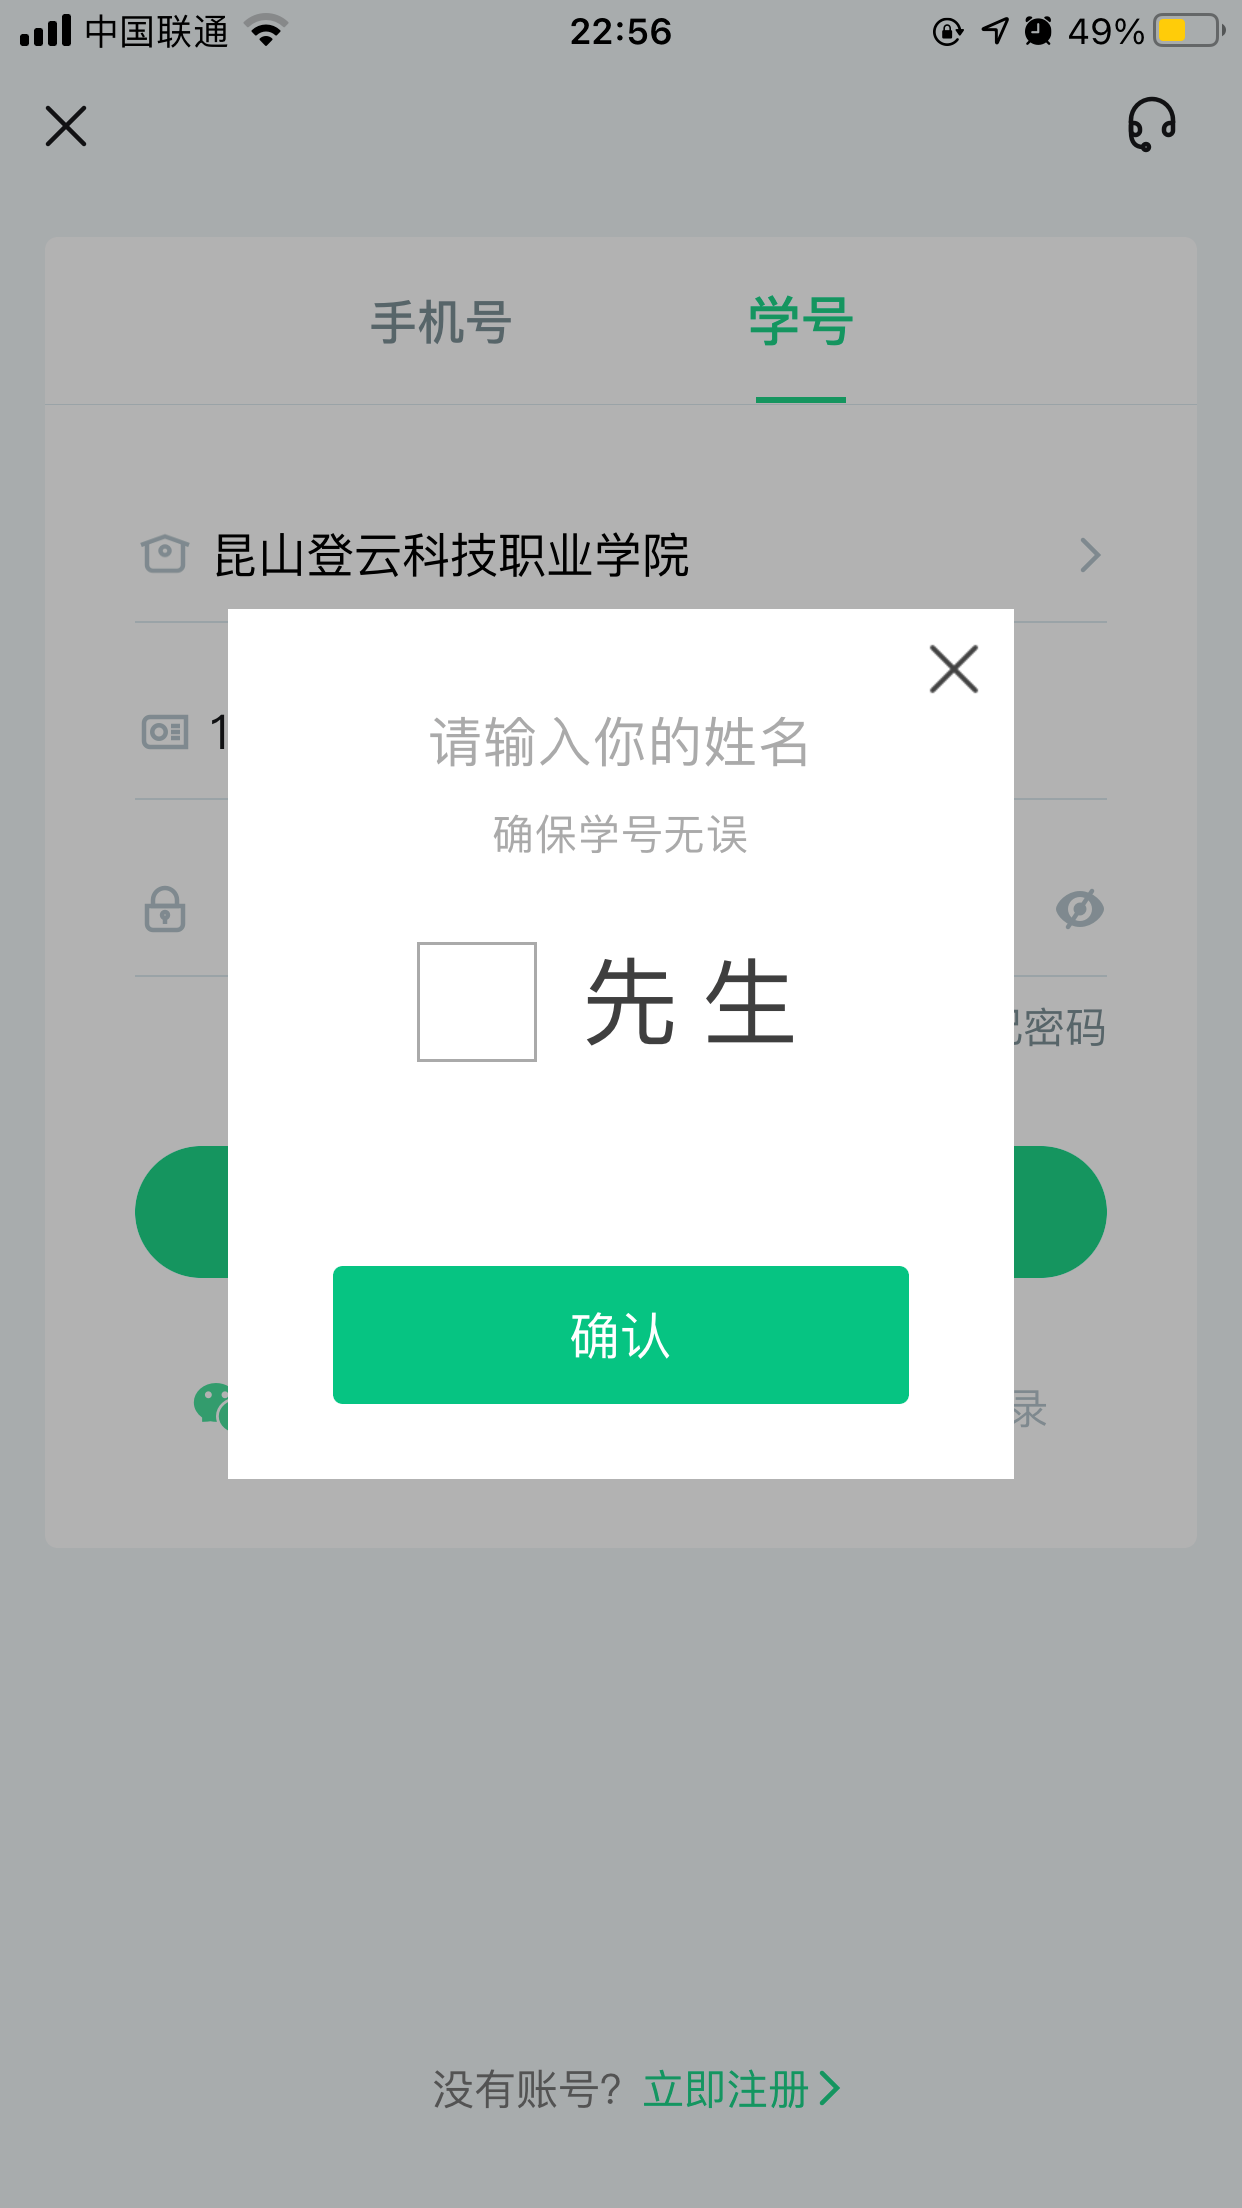 中国联通 22:56 49%
手机号 学号
昆山登云科技职业学院
1
请输入你的姓名
确保学号无误
先生
密码
确认
录
没有账号? 立即注册